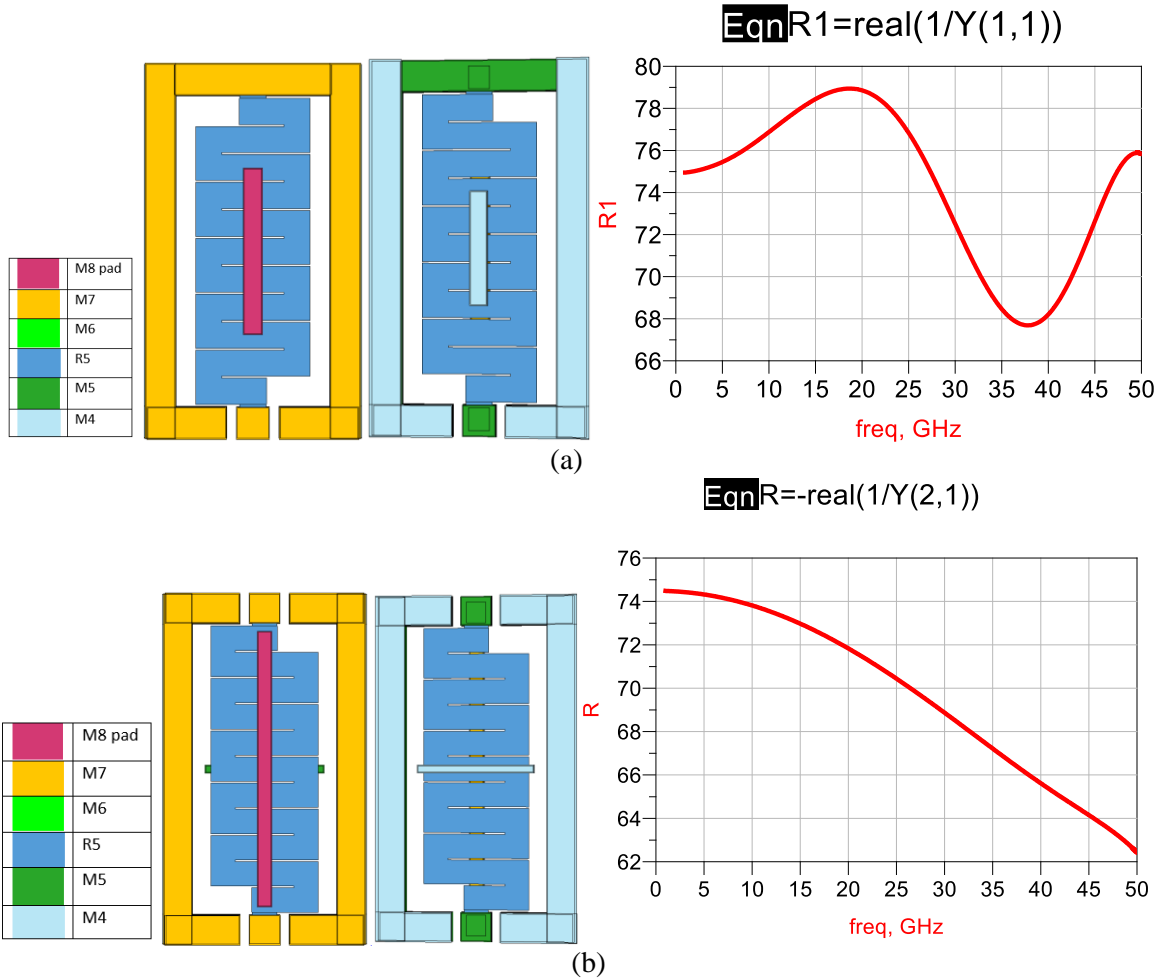 Eqn R1=real(1/Y(1,1))
80
78
76
74
72
70
68
66
R1
0 5 10 15 20 25 30 35 40 45 50
freq, GHz
M8 pad
M7
M6
R5
M5
M4
(a)
Eqn R=-real(1/Y(2,1))
76
74
72
70
68
66
64
62
R
0 5 10 15 20 25 30 35 40 45 50
freq, GHz
M8 pad
M7
M6
R5
M5
M4
(b)